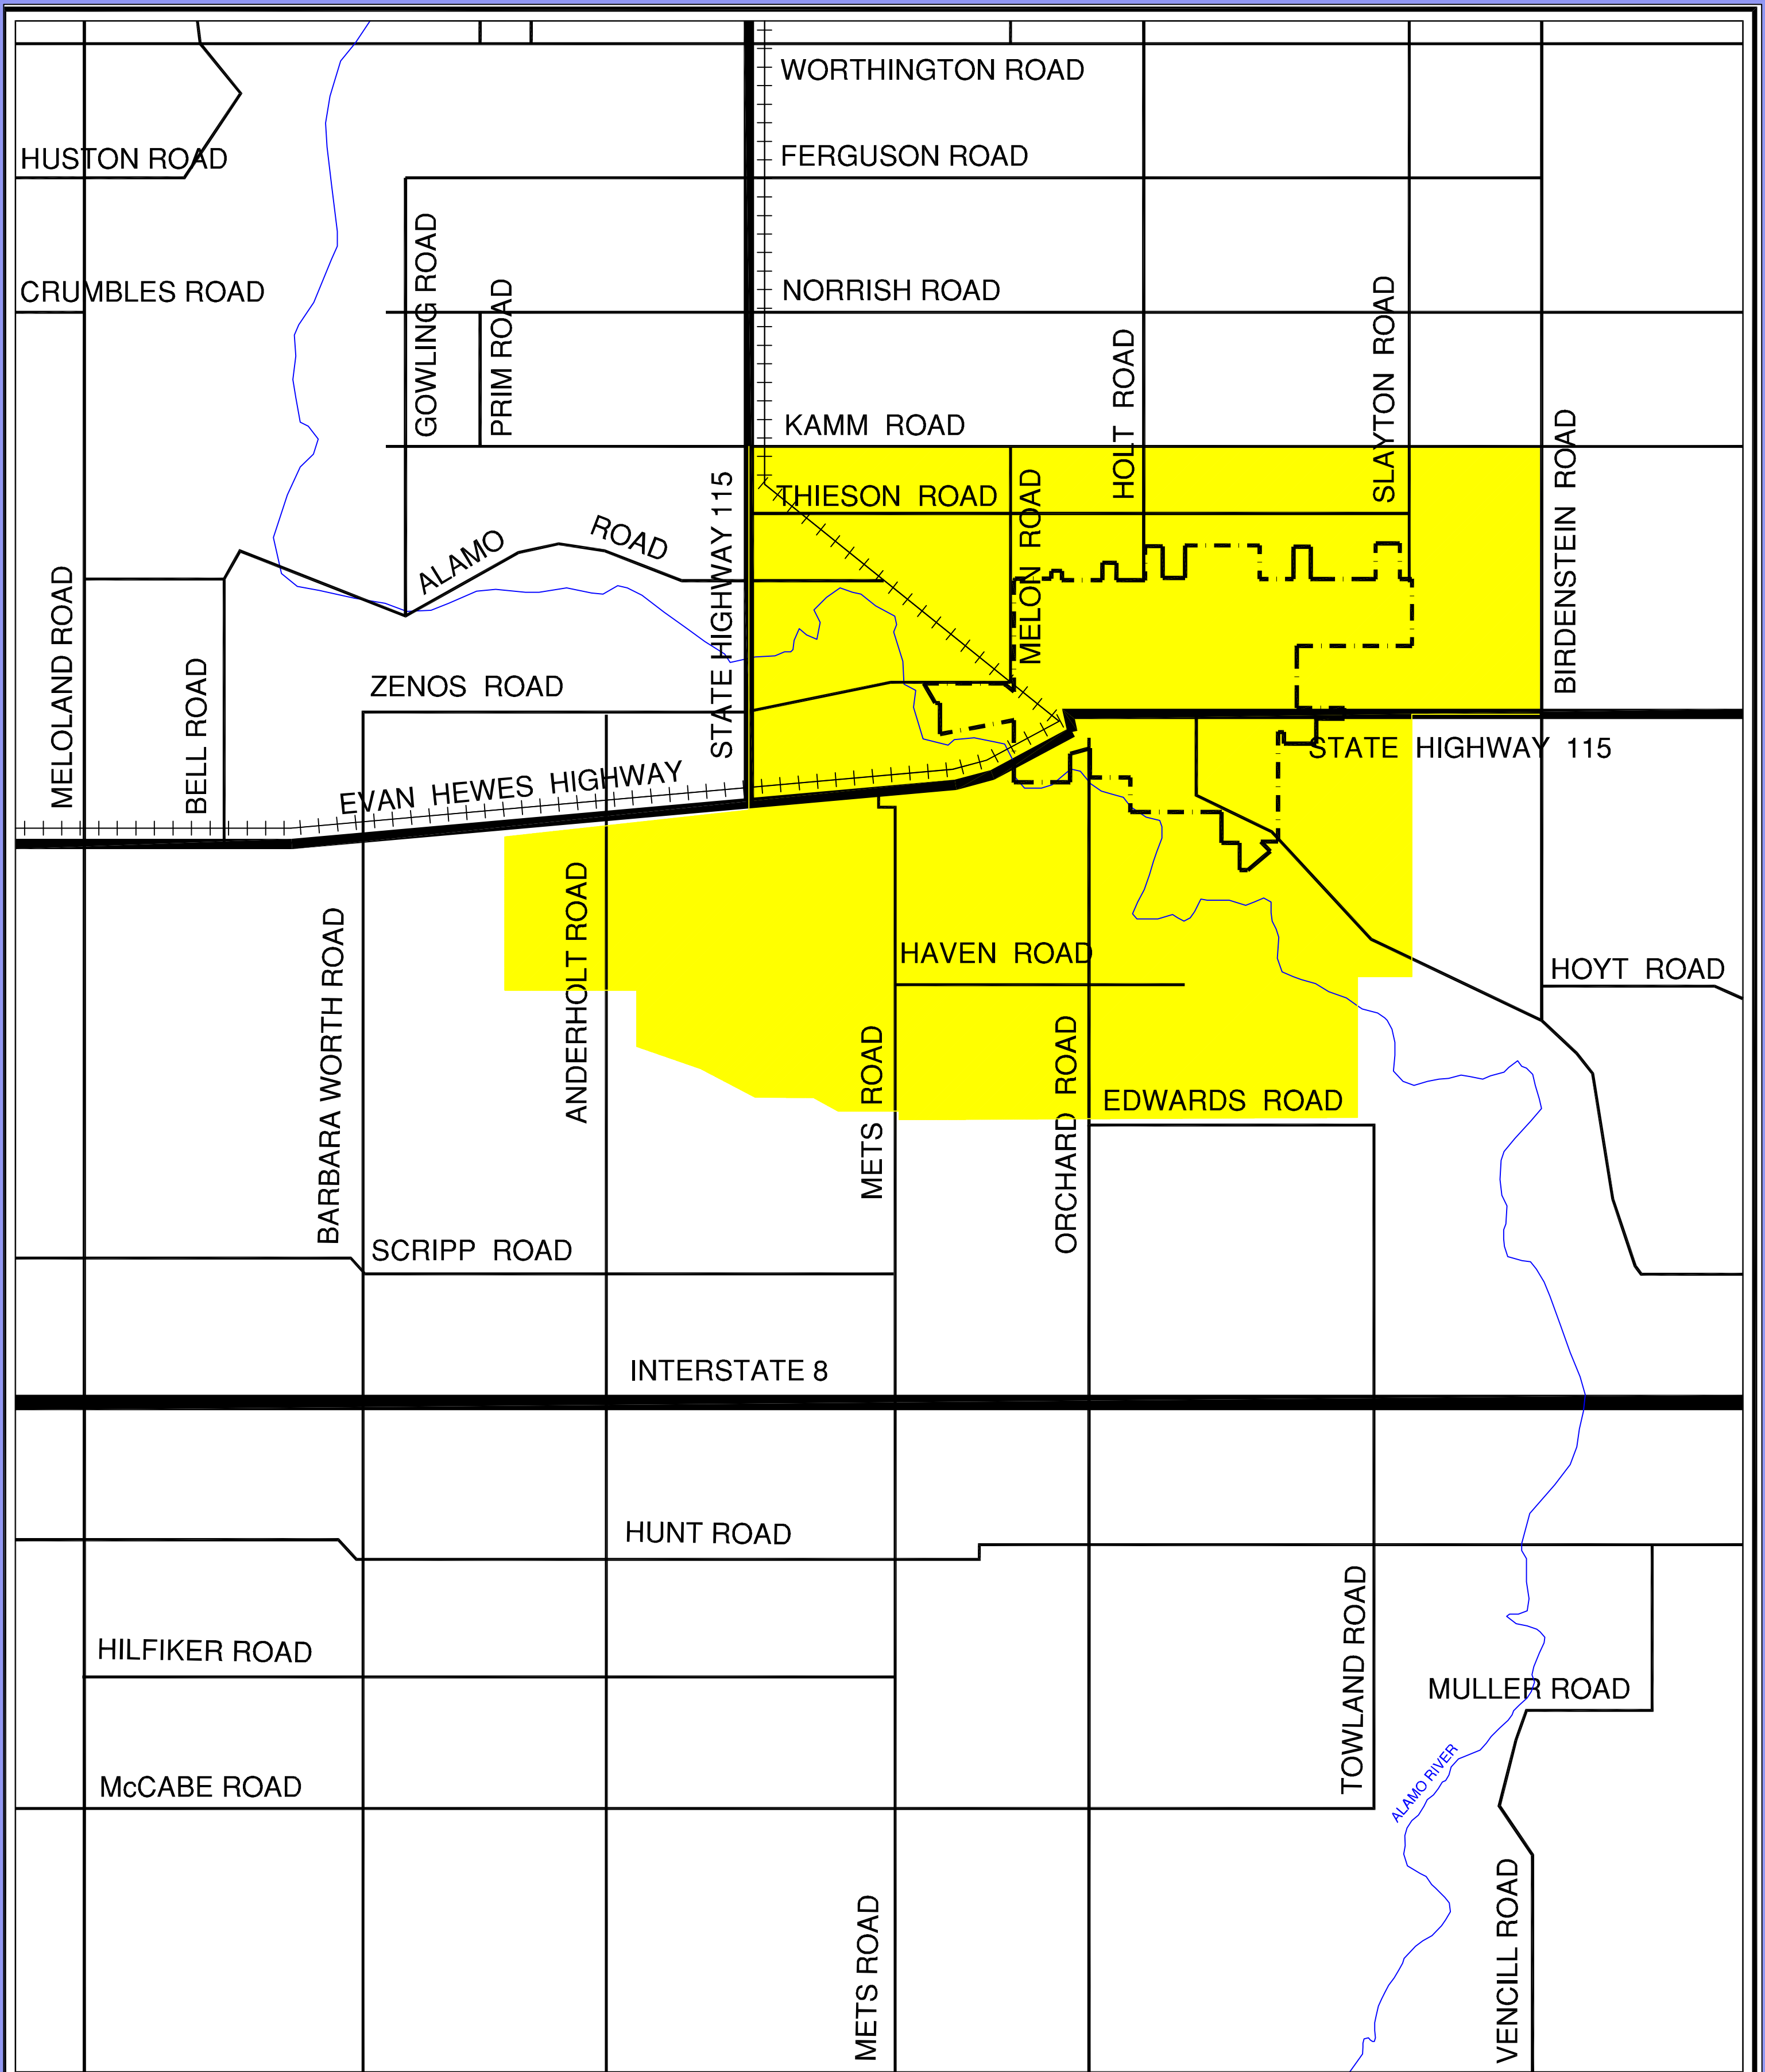 WORTHINGTON ROAD
HUSTON ROAD
FERGUSON ROAD
CRUMBLES ROAD
GOWLING ROAD
PRIM ROAD
NORRISH ROAD
HOLT ROAD
SLAYTON ROAD
KAMM ROAD
BIRDENSTEIN ROAD
THIESON ROAD
MELON ROAD
STATE HIGHWAY 115
ALAMO ROAD
MELOLAND ROAD
BELL ROAD
ZENOS ROAD
STATE HIGHWAY 115
EVAN HEWES HIGHWAY
BARBARA WORTH ROAD
ANDERHOLT ROAD
HAVEN ROAD
HOYT ROAD
METS ROAD
ORCHARD ROAD
EDWARDS ROAD
SCRIPP ROAD
INTERSTATE 8
HUNT ROAD
TOWLAND ROAD
HILFIKER ROAD
MULLER ROAD
McCABE ROAD
ALAMO RIVER
METS ROAD
VENCILL ROAD